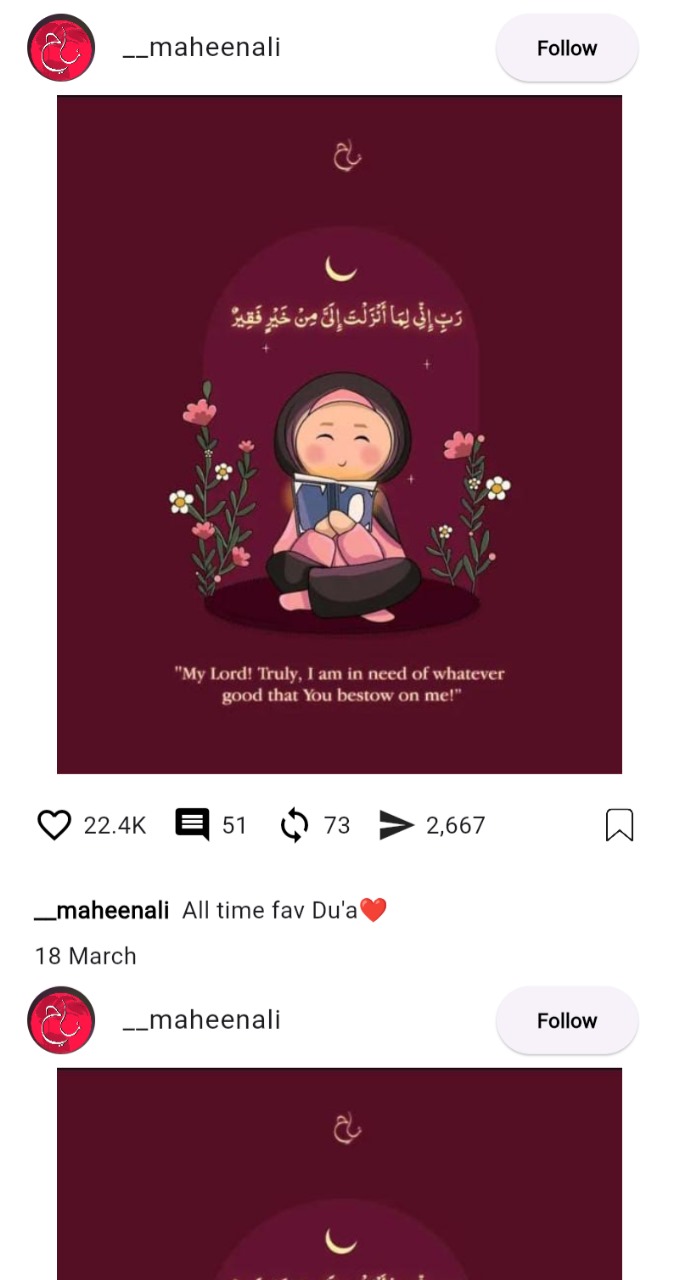 __maheenali
Follow
رَبِّ إِنِّي لِمَا أَنْزَلْتَ إِلَيَّ مِنْ خَيْرٍ فَقِيرٌ
"My Lord! Truly, I am in need of whatever
good that You bestow on me!"
22.4K 51 73 2,667
__maheenali All time fav Du'a❤️
18 March
__maheenali
Follow